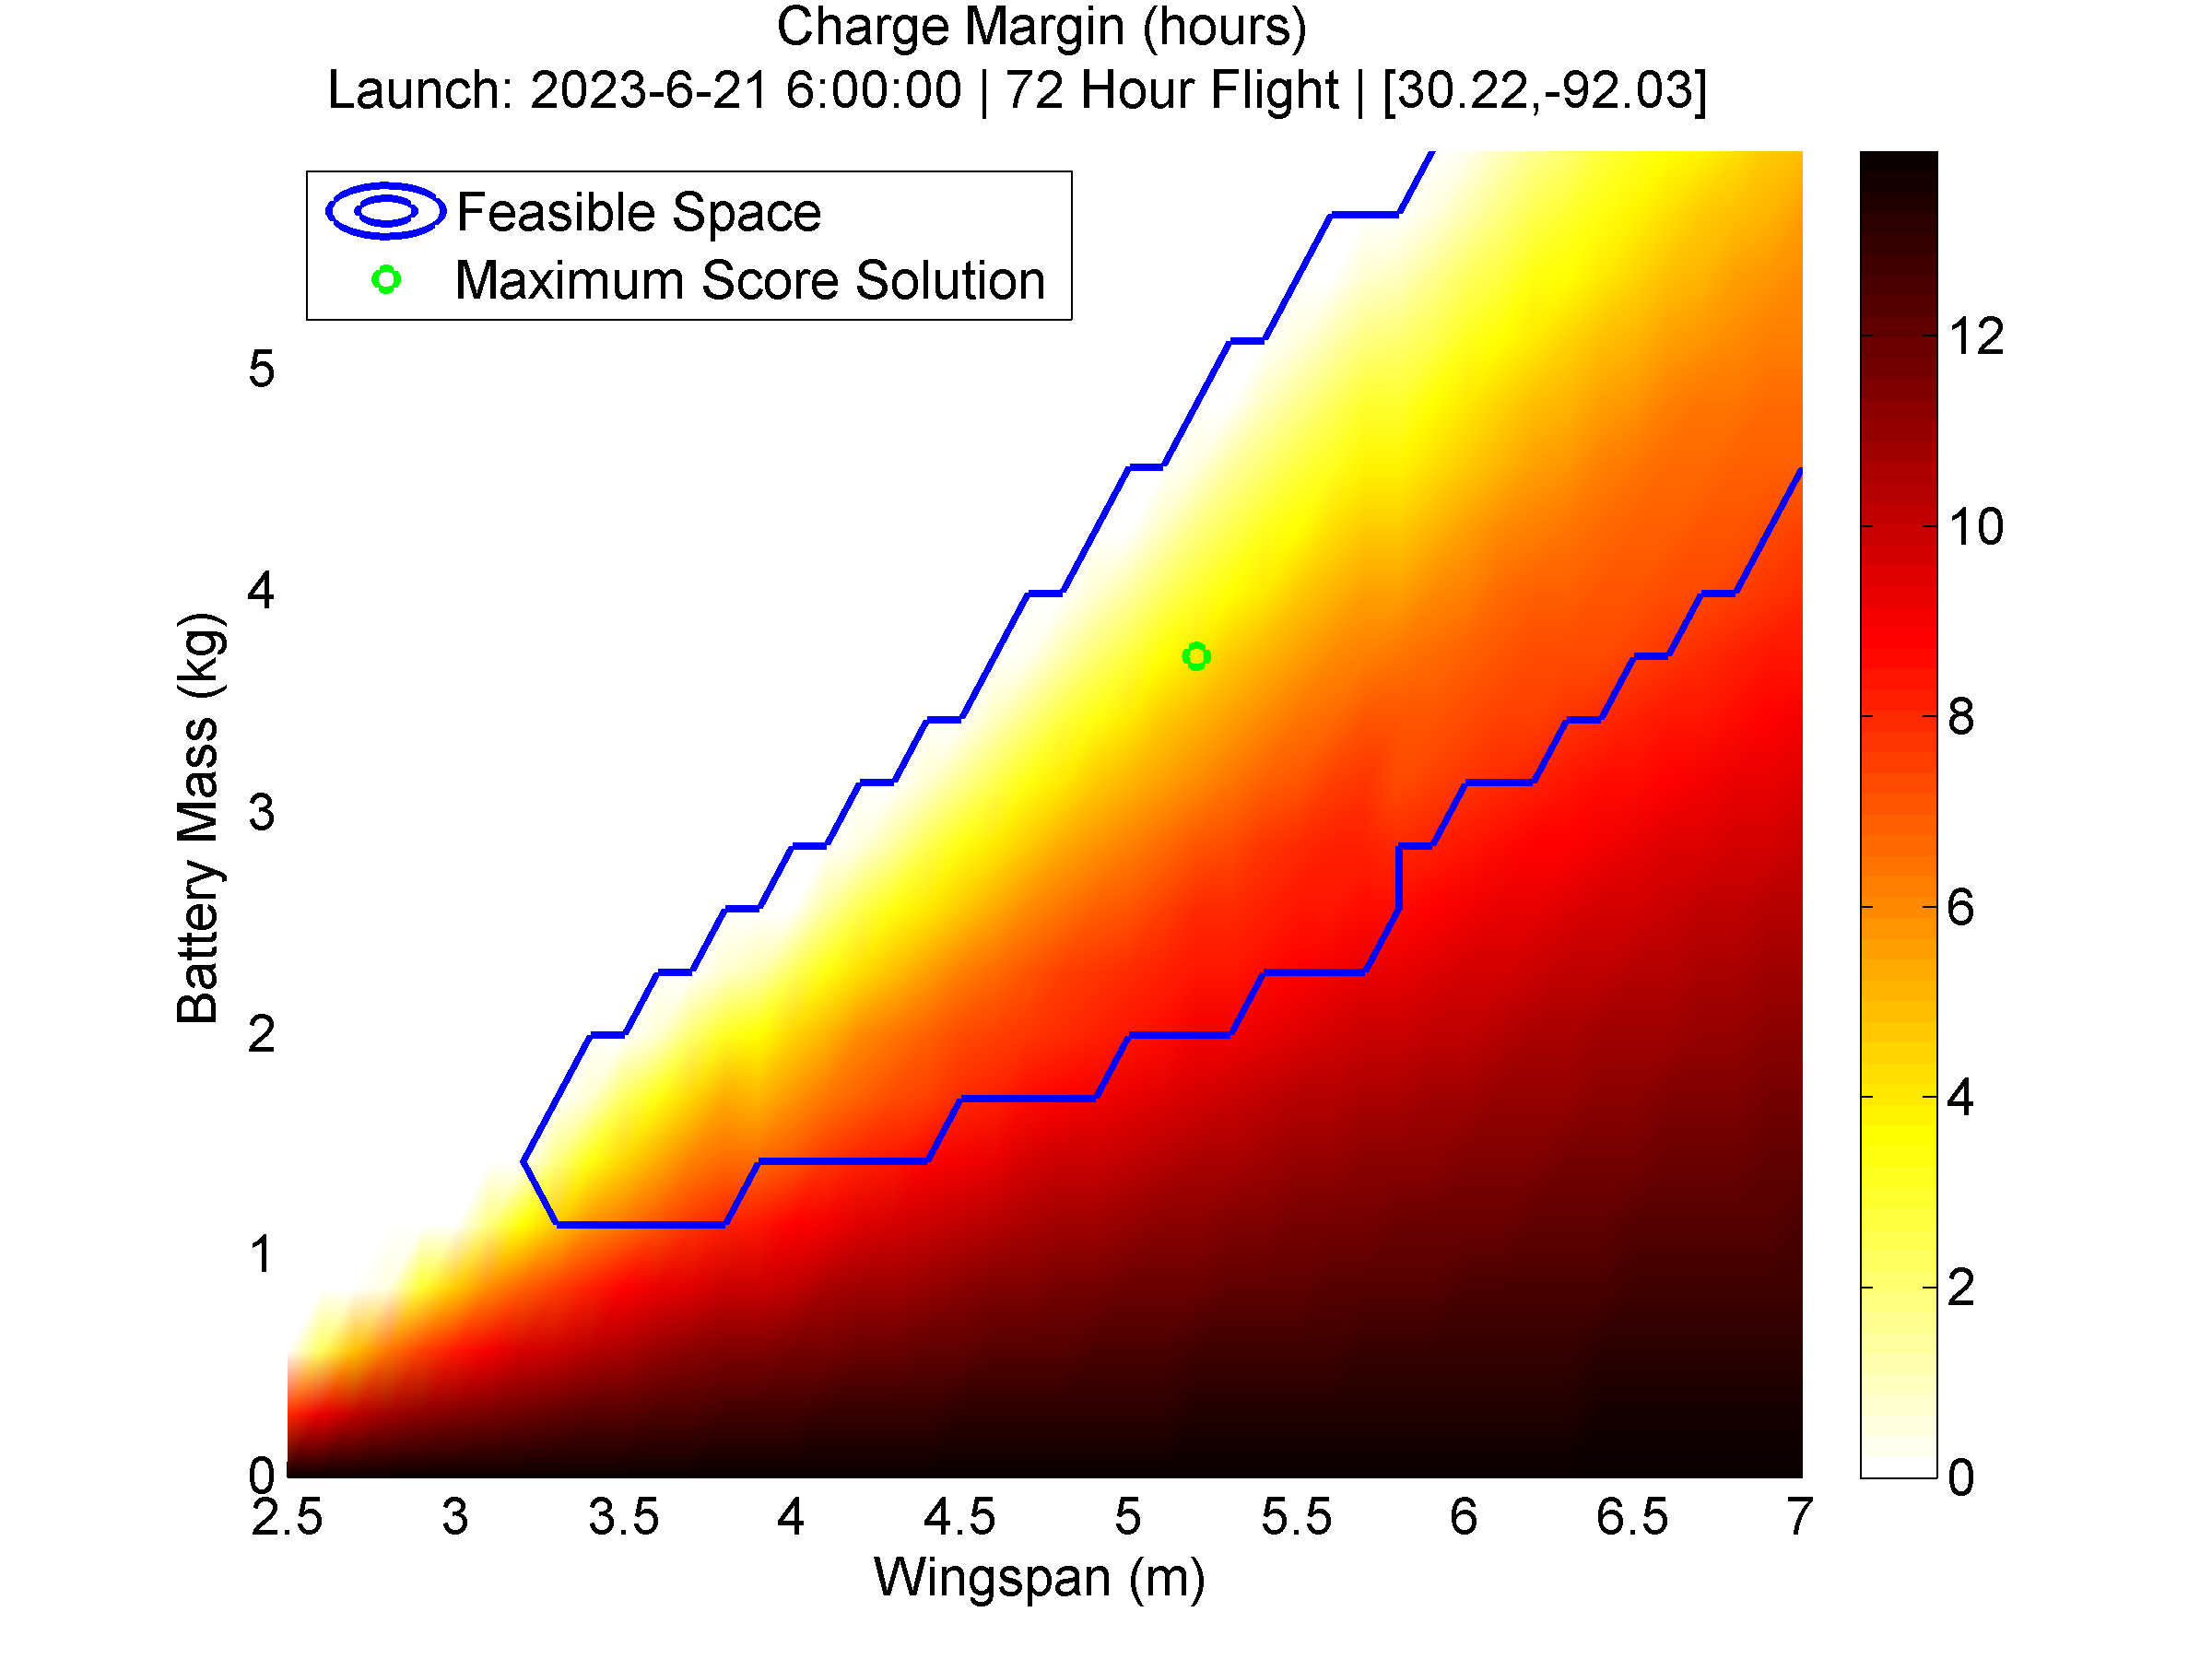 Charge Margin (hours)
Launch: 2023-6-21 6:00:00 | 72 Hour Flight | [30.22,-92.03]
Feasible Space
Maximum Score Solution
Battery Mass (kg)
5
4
3
2
1
0
2.5 3 3.5 4 4.5 5 5.5 6 6.5 7
Wingspan (m)
12
10
8
6
4
2
0